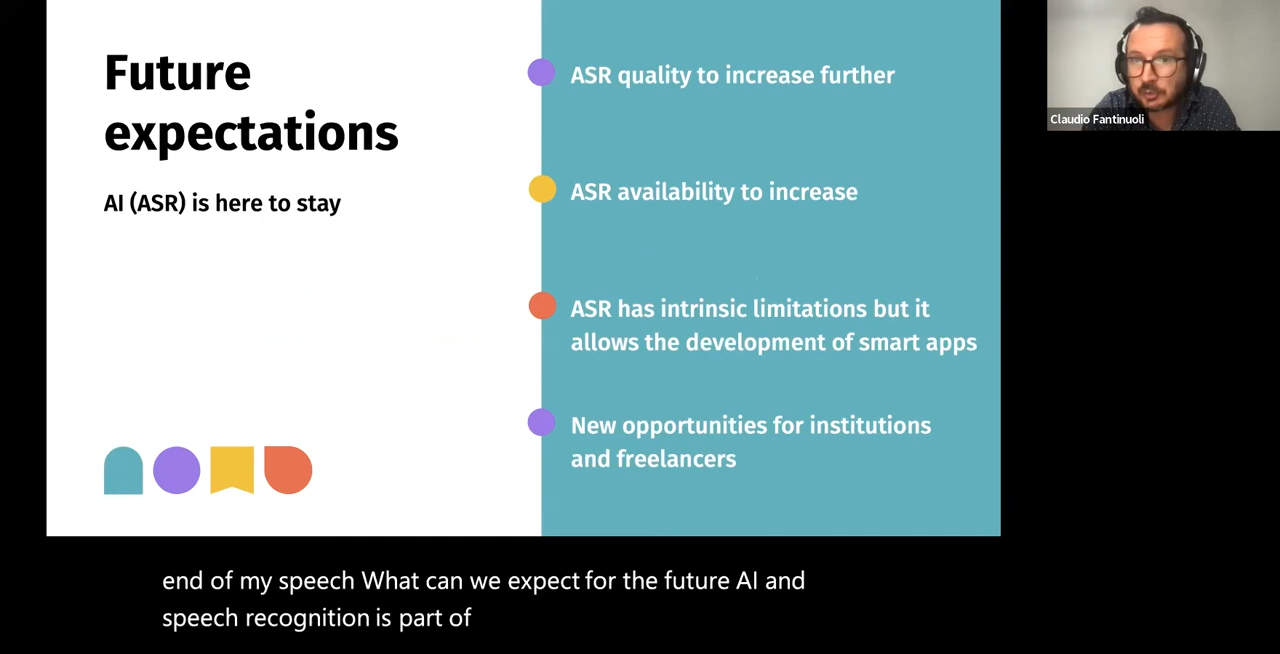 Future
expectations
AI (ASR) is here to stay
ASR quality to increase further
ASR availability to increase
ASR has intrinsic limitations but it
allows the development of smart apps
New opportunities for institutions
and freelancers
Claudio Fantinuoli
end of my speech What can we expect for the future AI and
speech recognition is part of